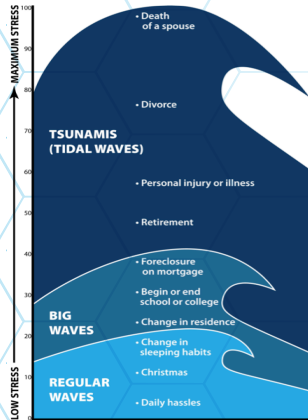 MAXIMUM STRESS
LOW STRESS
100
90
80
70
60
50
40
30
20
10
0
TSUNAMIS
(TIDAL WAVES)
• Death
of a spouse
• Divorce
• Personal injury or illness
• Retirement
BIG
WAVES
• Foreclosure
on mortgage
• Begin or end
school or college
• Change in residence
REGULAR
WAVES
• Change in
sleeping habits
• Christmas
• Daily hassles